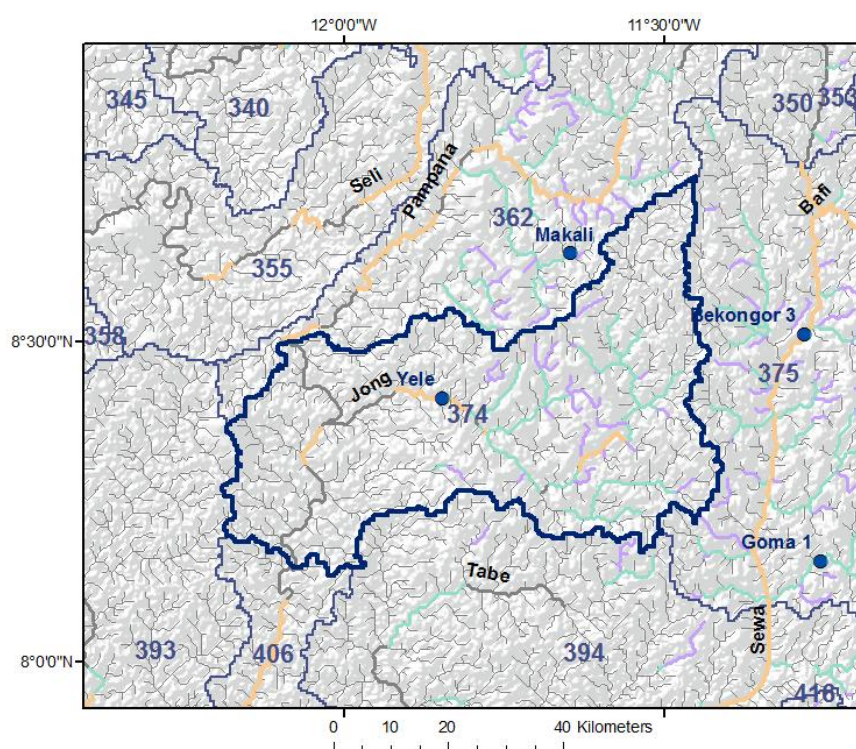 12°0'0"W
11°30'0"W
345
340
350
353
Seli
Pampana
Bafi
362
Makali
355
358
8°30'0"N
Bekongor 3
375
Jong
Yele
374
Goma 1
Tabe
Sewa
8°0'0"N
393
406
394
416
0 10 20 40 Kilometers